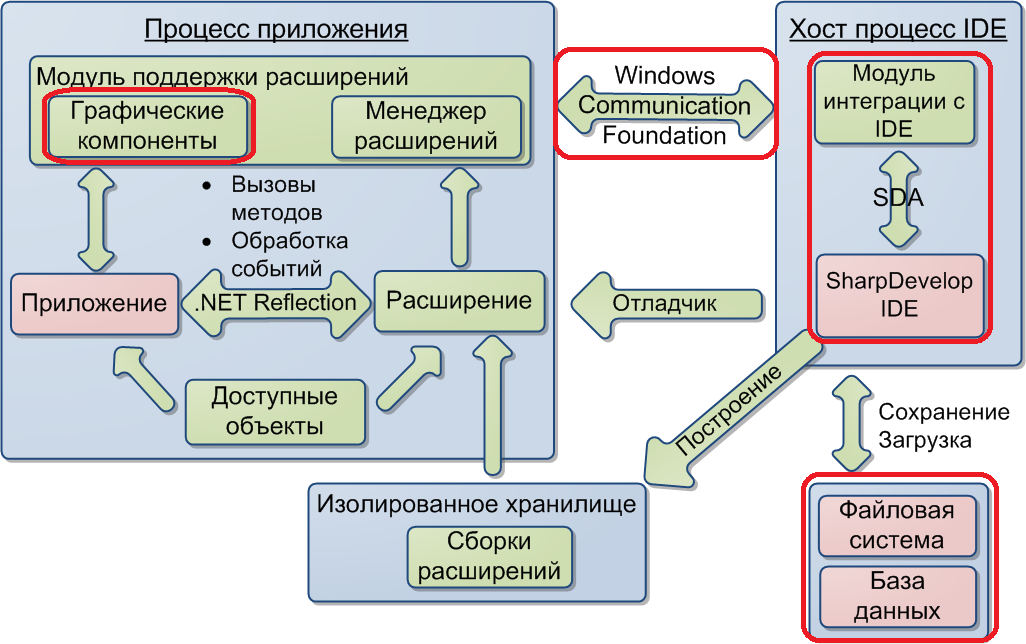 Процесс приложения
Модуль поддержки расширений
Графические
компоненты
Менеджер
расширений
Windows
Communication
Foundation
Хост процесс IDE
Модуль
интеграции с
IDE
SDA
SharpDevelop
IDE
• Вызовы
методов
• Обработка
событий
Приложение
.NET Reflection
Расширение
Отладчик
Доступные
объекты
Построение
Сохранение
Загрузка
Изолированное хранилище
Сборки
расширений
Файловая
система
База
данных